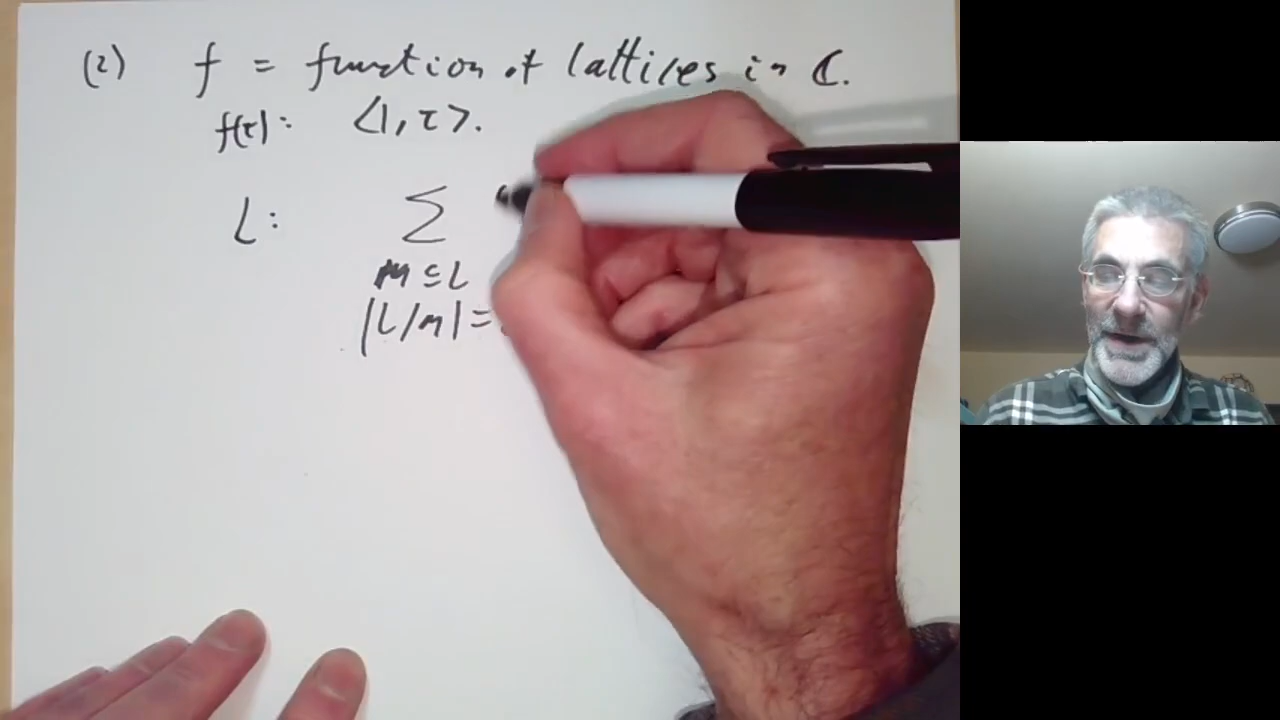 (2) f = function of lattices in ℂ.
f(τ): <1, τ>.
L: Σ
M ⊆ L
|L/M| =